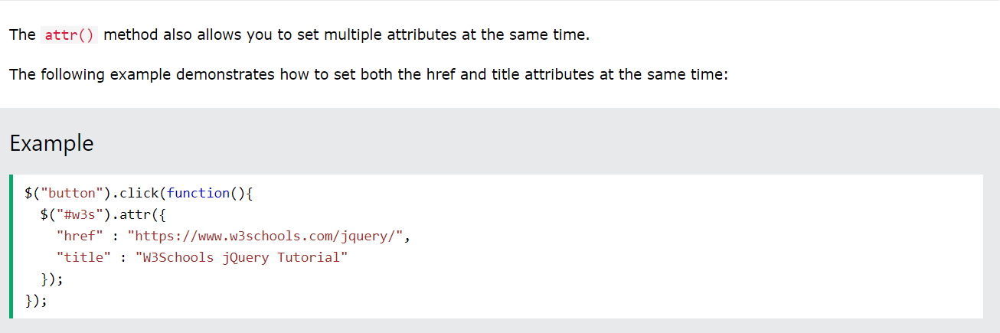 The attr() method also allows you to set multiple attributes at the same time.
The following example demonstrates how to set both the href and title attributes at the same time:
Example
$("button").click(function(){
  $("#w3s").attr({
    "href" : "https://www.w3schools.com/jquery/",
    "title" : "W3Schools jQuery Tutorial"
  });
});